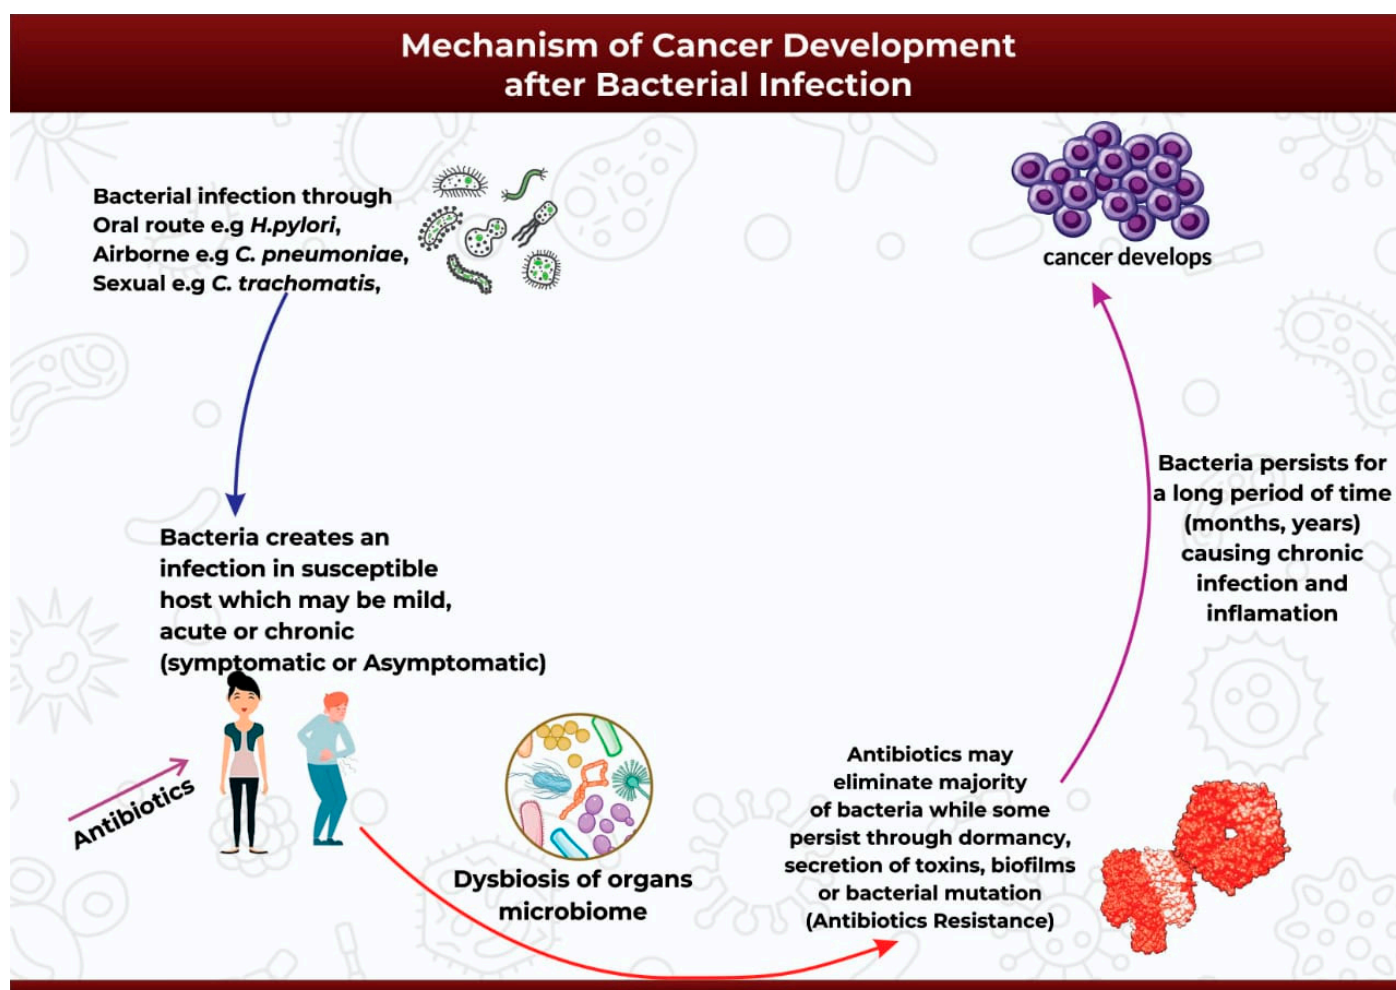 Mechanism of Cancer Development
after Bacterial Infection
Bacterial infection through
Oral route e.g H.pylori,
Airborne e.g C. pneumoniae,
Sexual e.g C. trachomatis,
cancer develops
Bacteria persists for
a long period of time
(months, years)
causing chronic
infection and
inflamation
Bacteria creates an
infection in susceptible
host which may be mild,
acute or chronic
(symptomatic or Asymptomatic)
Antibiotics
Dysbiosis of organs
microbiome
Antibiotics may
eliminate majority
of bacteria while some
persist through dormancy,
secretion of toxins, biofilms
or bacterial mutation
(Antibiotics Resistance)